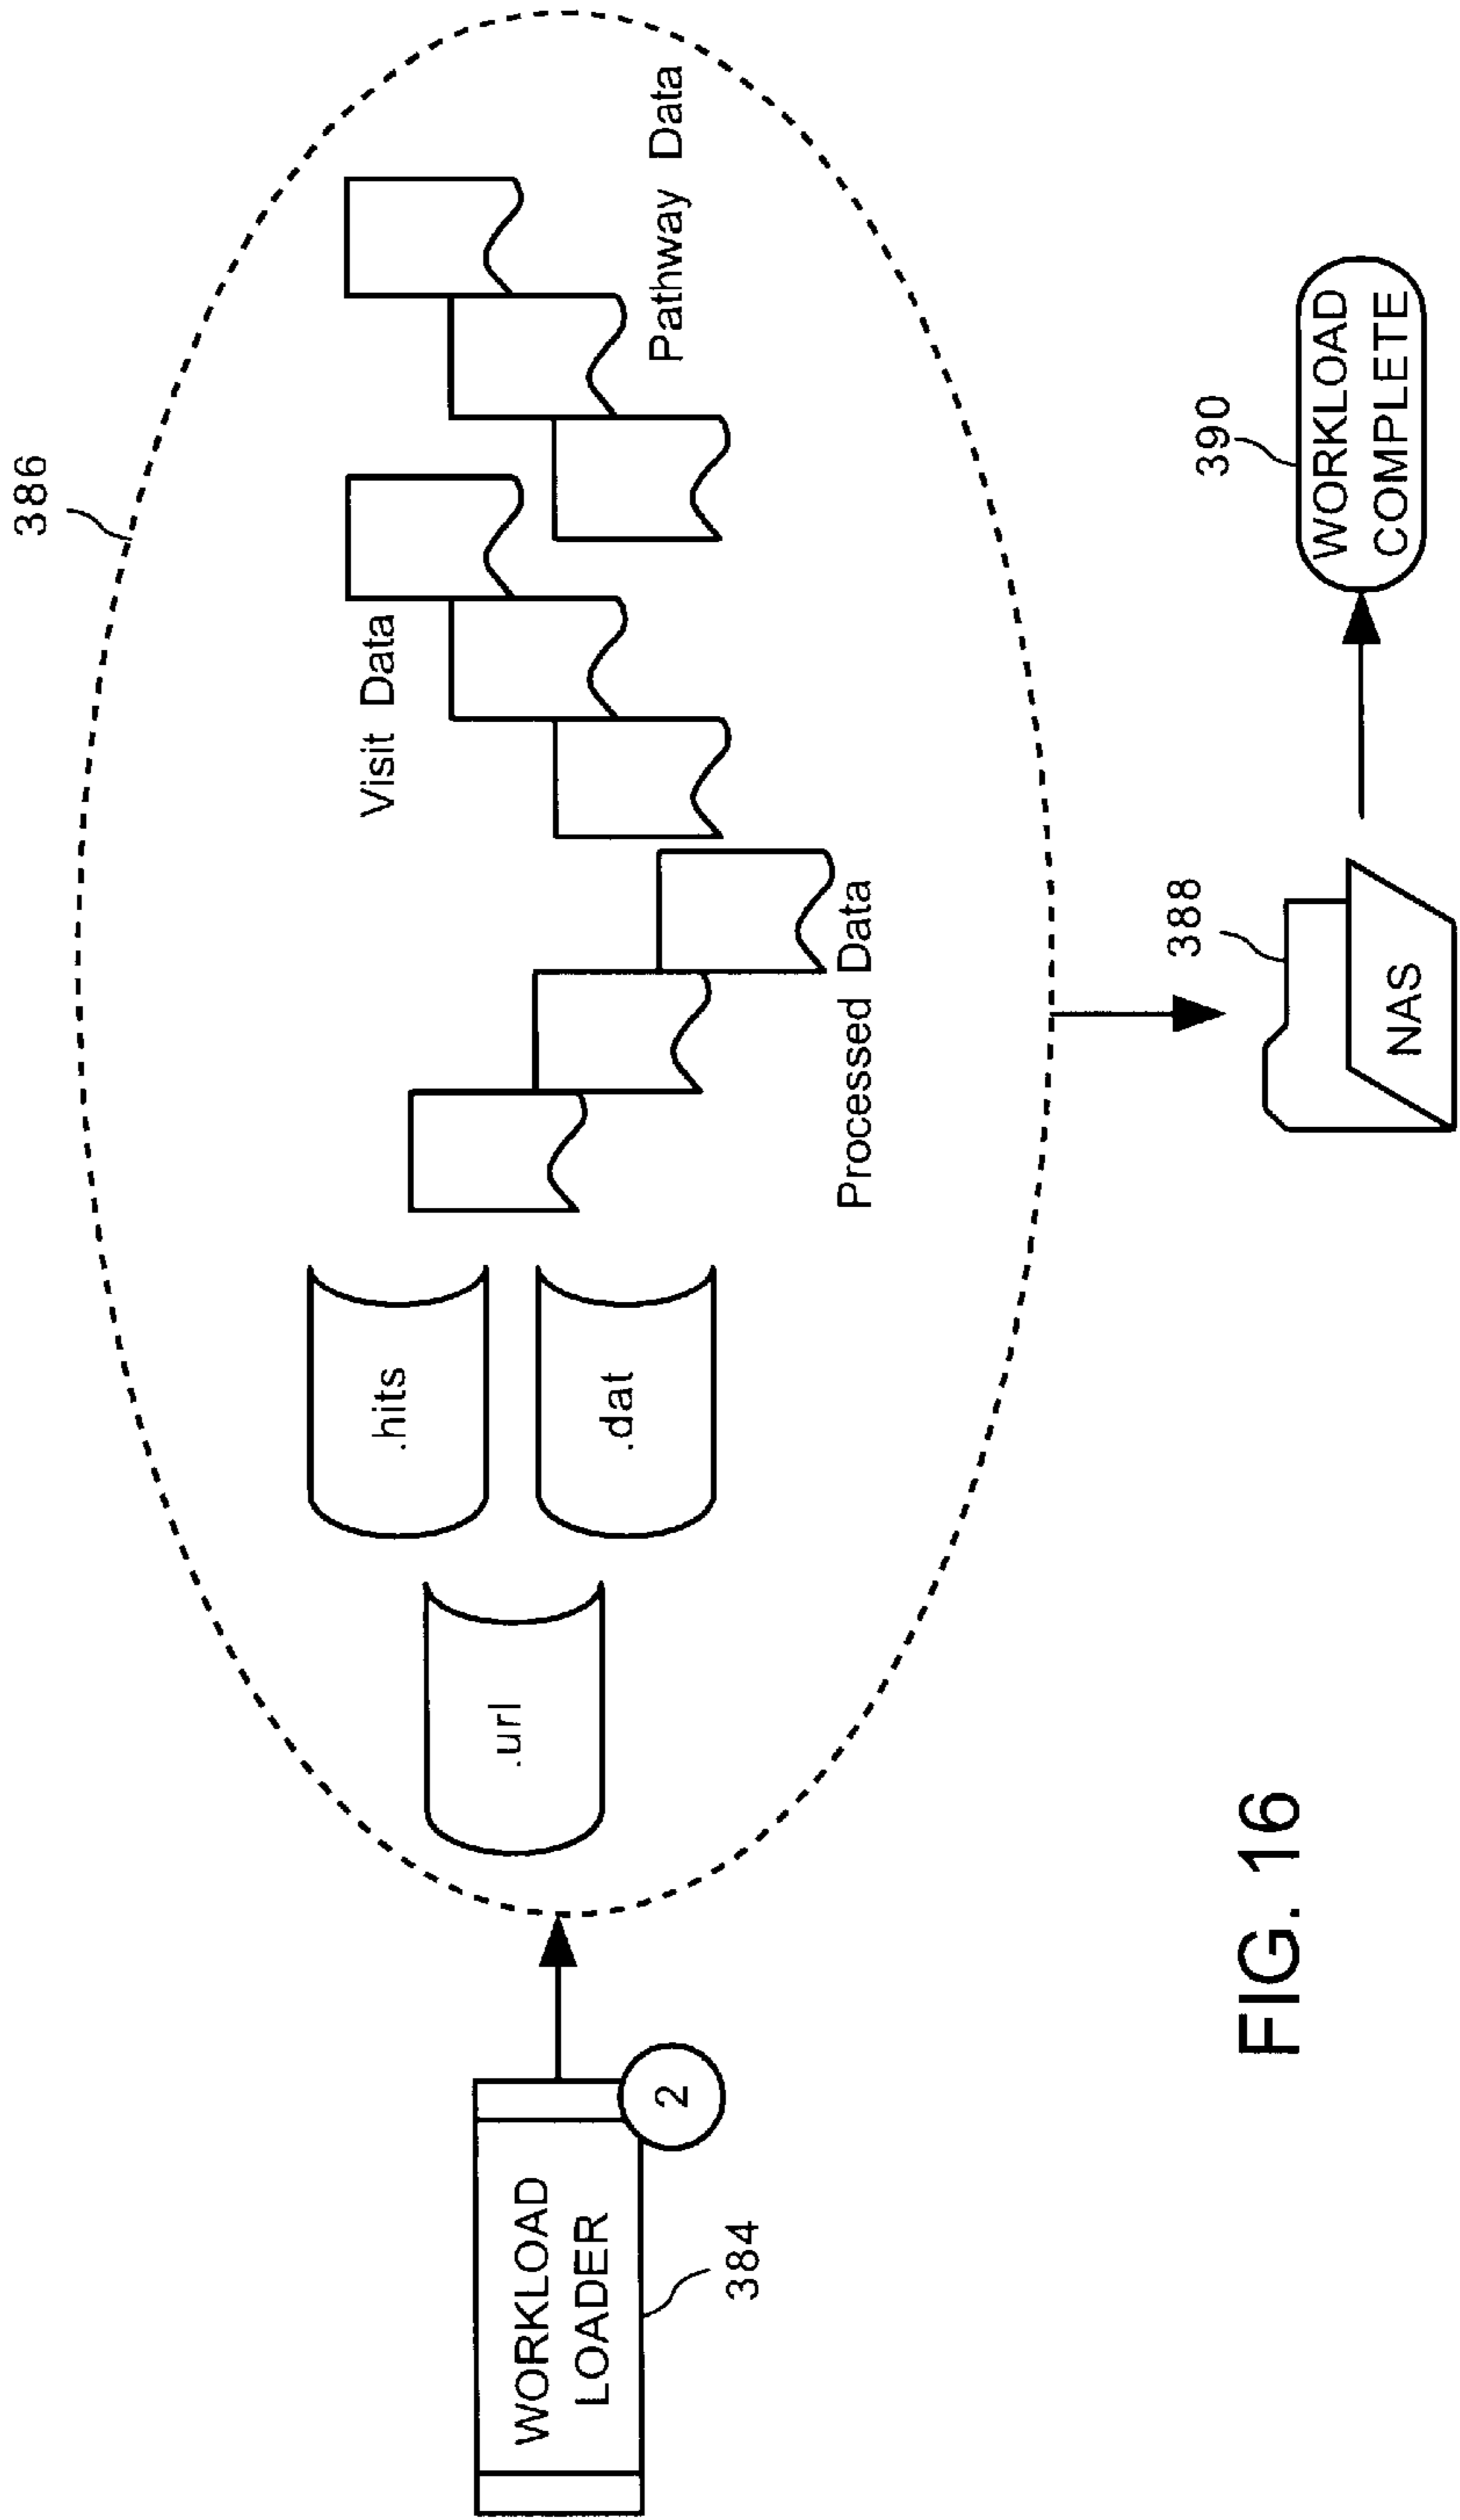 386
WORKLOAD
LOADER
2
384
.url
.hits
.dat
Processed Data
Visit Data
Pathway Data
388
NAS
390
WORKLOAD
COMPLETE
FIG. 16